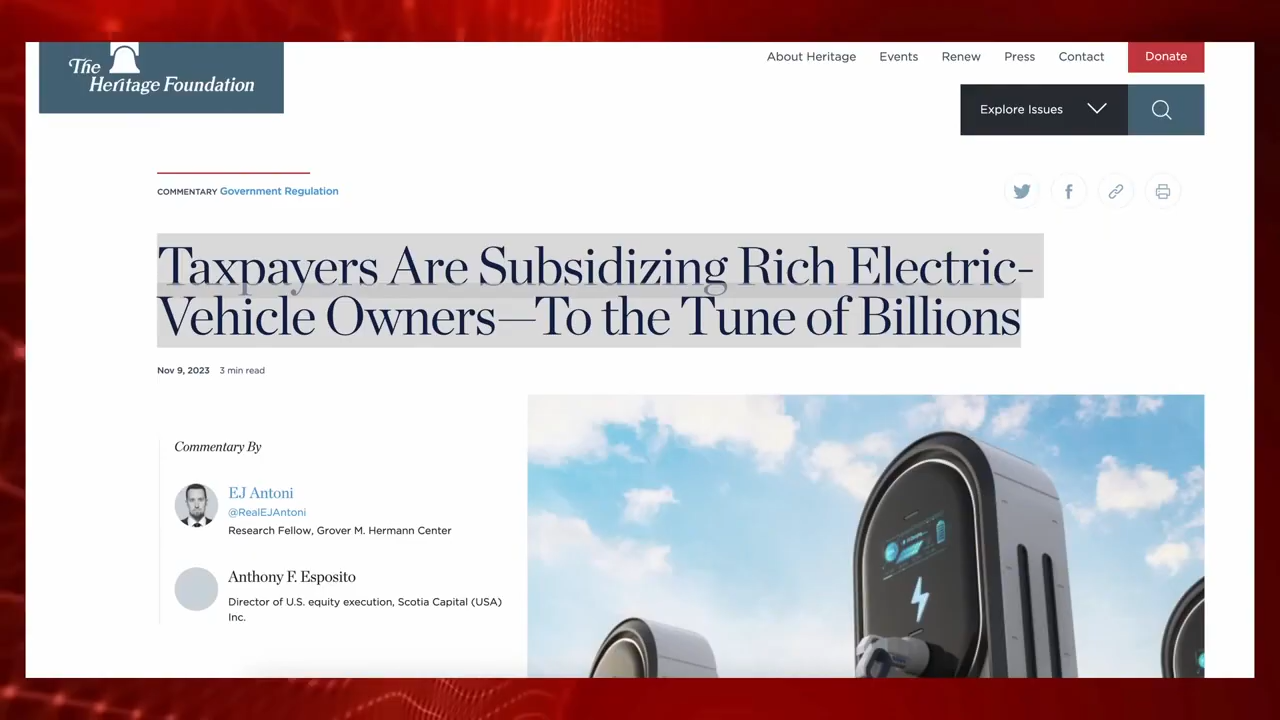 The
Heritage Foundation
About Heritage Events Renew Press Contact Donate
Explore Issues
COMMENTARY Government Regulation
Taxpayers Are Subsidizing Rich Electric-
Vehicle Owners—To the Tune of Billions
Nov 9, 2023 3 min read
Commentary By
EJ Antoni
@RealEJAntoni
Research Fellow, Grover M. Hermann Center
Anthony F. Esposito
Director of U.S. equity execution, Scotia Capital (USA)
Inc.